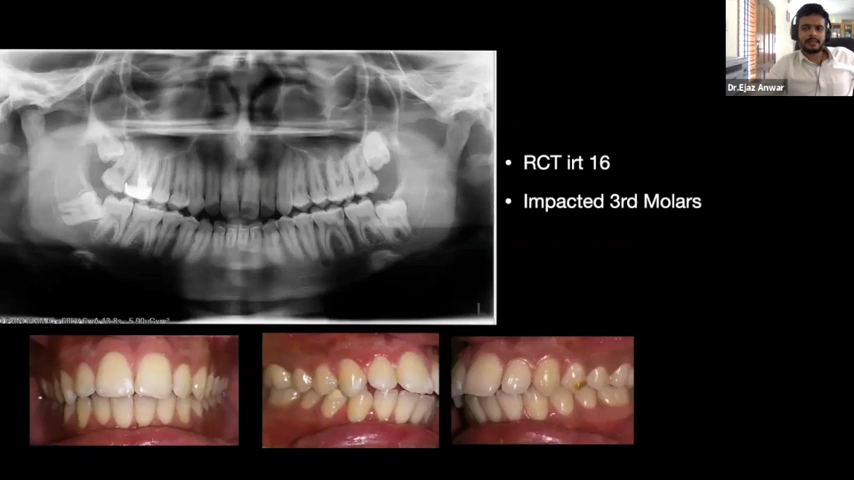 Dr.Ejaz Anwar
• RCT irt 16
• Impacted 3rd Molars
L